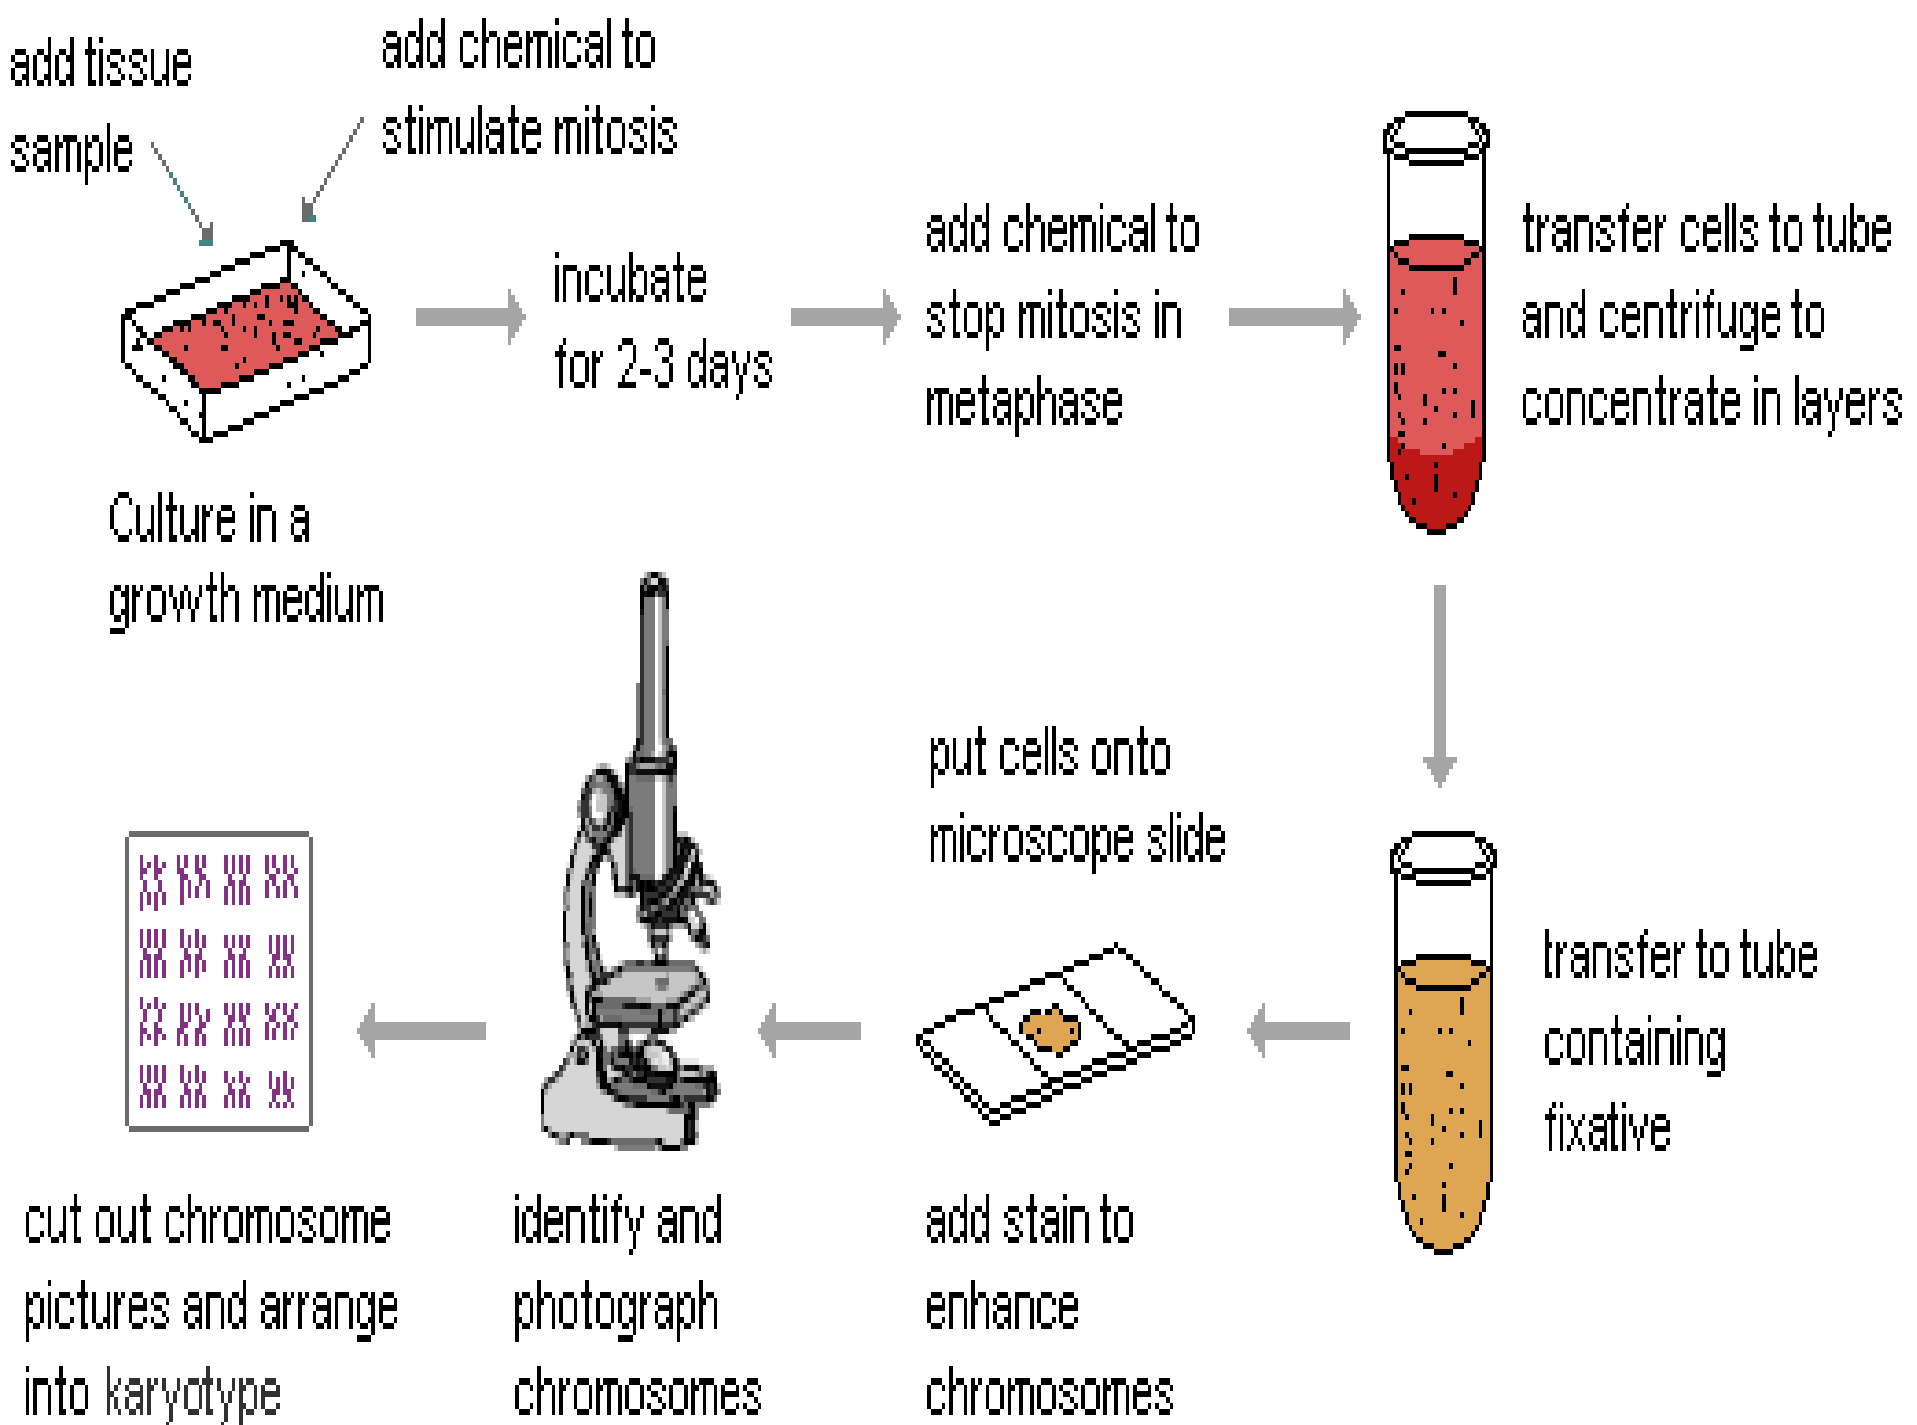 add tissue
sample
add chemical to
stimulate mitosis
Culture in a
growth medium
incubate
for 2-3 days
add chemical to
stop mitosis in
metaphase
transfer cells to tube
and centrifuge to
concentrate in layers
transfer to tube
containing
fixative
put cells onto
microscope slide
add stain to
enhance
chromosomes
identify and
photograph
chromosomes
cut out chromosome
pictures and arrange
into karyotype